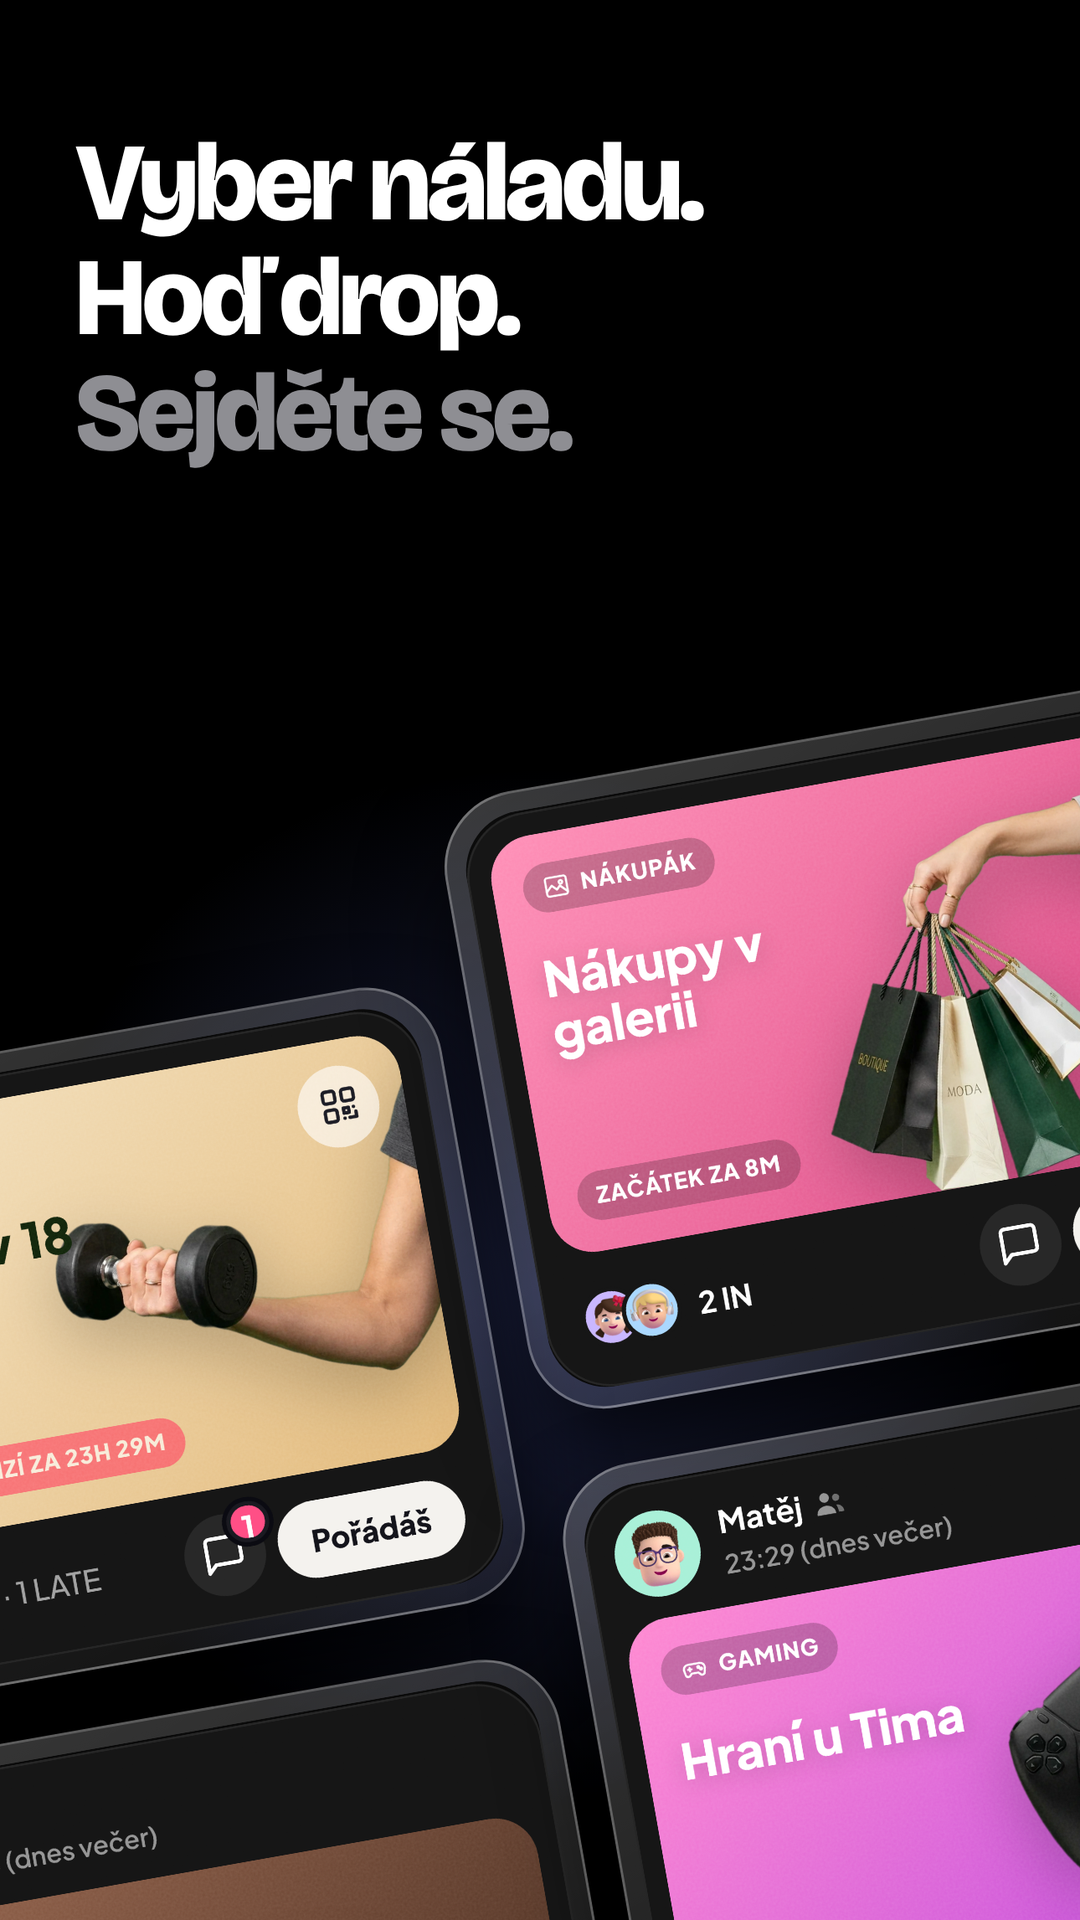 Vyber náladu.
Hoď drop.
Sejděte se.
NÁKUPÁK
Nákupy v
galerii
BOUTIQUE
MODA
ZAČÁTEK ZA 8M
2 IN
v 18
ZA 23H 29M
1
Pořádáš
· 1 LATE
Matěj
23:29 (dnes večer)
GAMING
Hraní u Tima
(dnes večer)